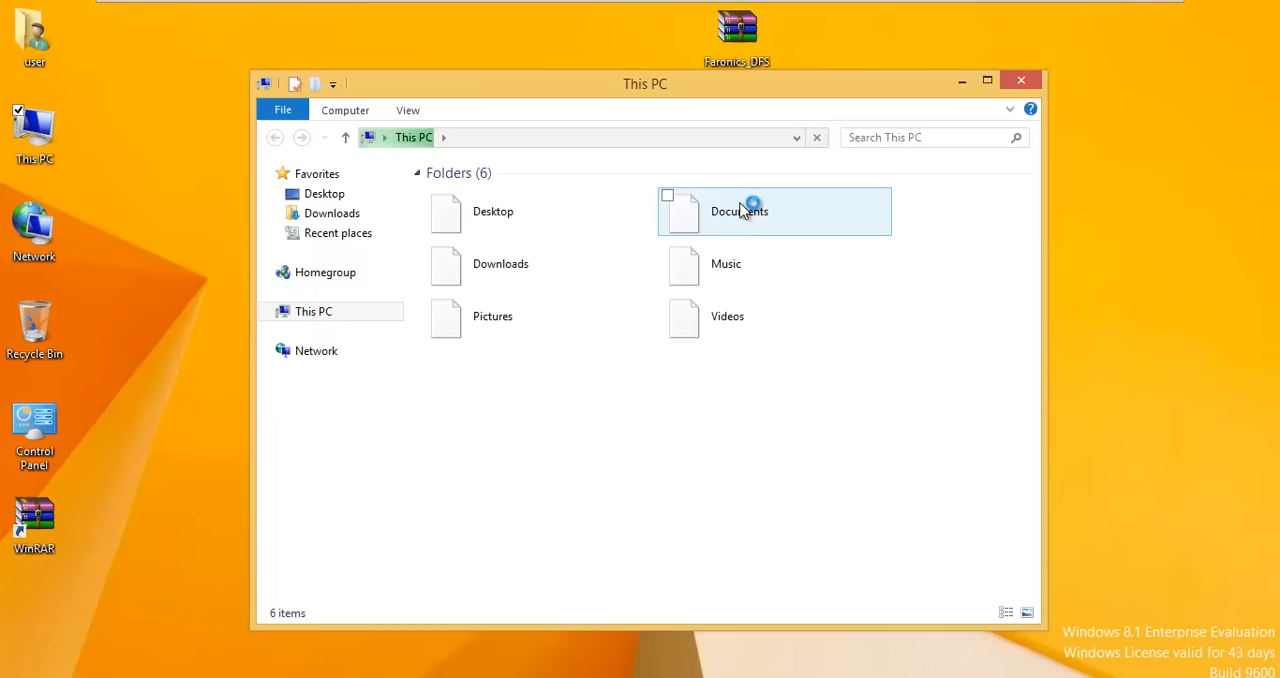 user
This PC
Network
Recycle Bin
Control
Panel
WinRAR
Faronics_DFS
This PC
File
Computer
View
This PC
Search This PC
Favorites
Desktop
Downloads
Recent places
Homegroup
This PC
Network
Folders (6)
Desktop
Documents
Downloads
Music
Pictures
Videos
6 items
Windows 8.1 Enterprise Evaluation
Windows License valid for 43 days
Build 9600